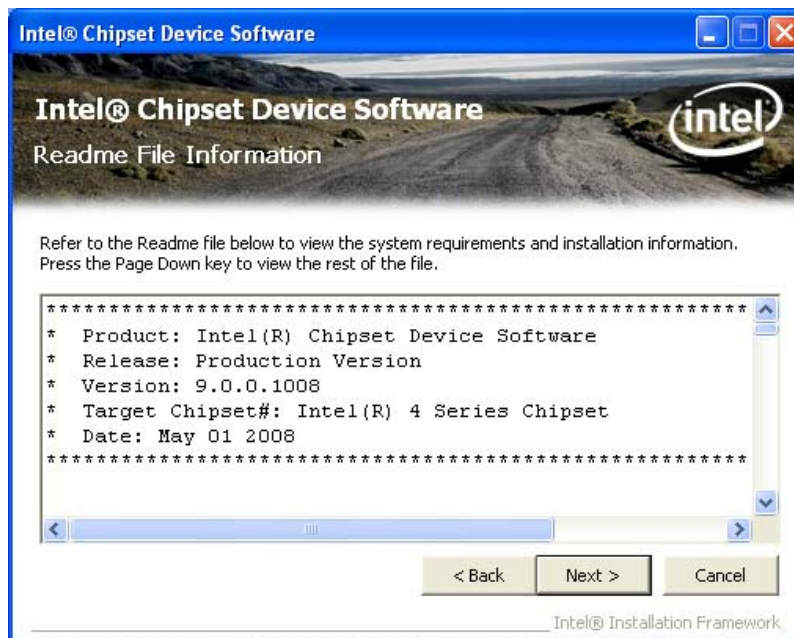 Intel® Chipset Device Software
Intel® Chipset Device Software
intel
Readme File Information
Refer to the Readme file below to view the system requirements and installation information.
Press the Page Down key to view the rest of the file.
********************************************************
* Product: Intel(R) Chipset Device Software
* Release: Production Version
* Version: 9.0.0.1008
* Target Chipset#: Intel(R) 4 Series Chipset
* Date: May 01 2008
********************************************************
< Back
Next >
Cancel
Intel® Installation Framework